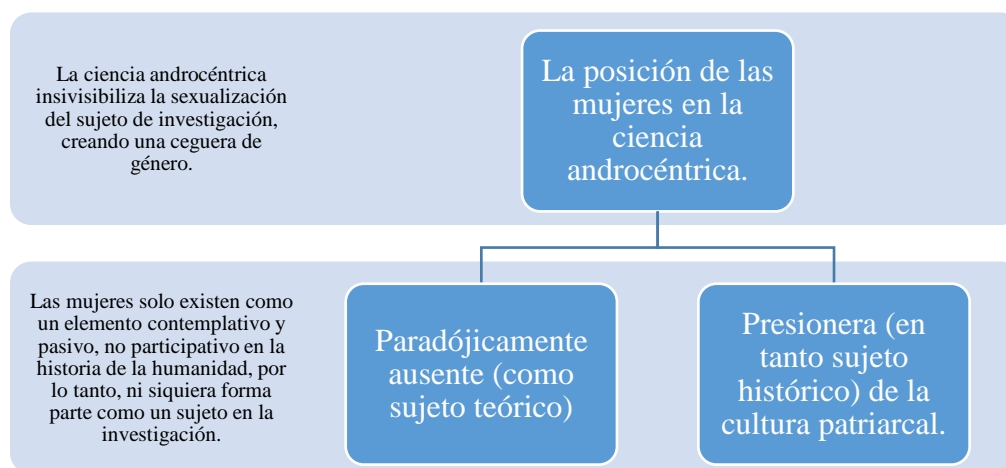 La ciencia androcéntrica
insivisibiliza la sexualización
del sujeto de investigación,
creando una ceguera de
género.
La posición de las
mujeres en la
ciencia
androcéntrica.
Las mujeres solo existen como
un elemento contemplativo y
pasivo, no participativo en la
historia de la humanidad, por
lo tanto, ni siquiera forma
parte como un sujeto en la
investigación.
Paradójicamente
ausente (como
sujeto teórico)
Presionera (en
tanto sujeto
histórico) de la
cultura patriarcal.